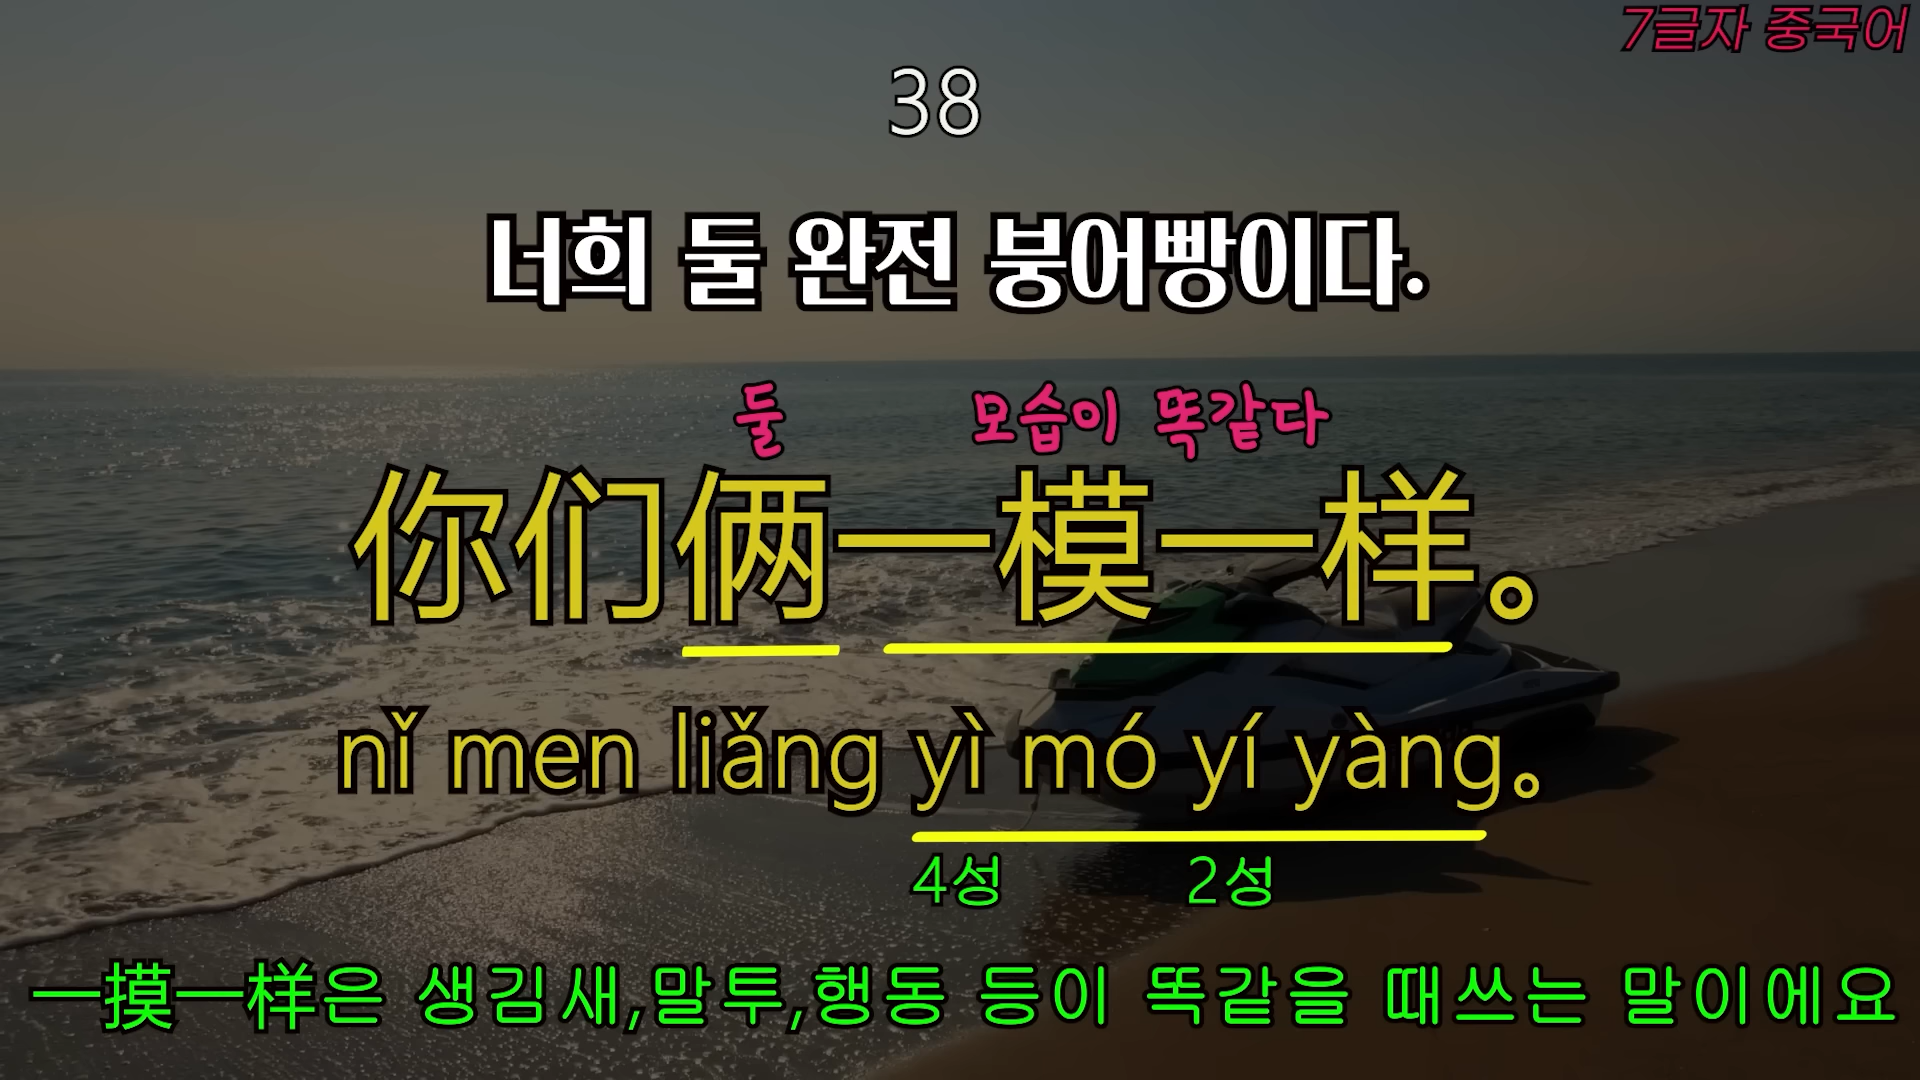 7글자 중국어
38
너희 둘 완전 붕어빵이다.
둘 모습이 똑같다
你们俩一模一样。
nǐ men liǎng yì mó yí yàng。
4성 2성
一摸一样은 생김새,말투,행동 등이 똑같을 때쓰는 말이에요